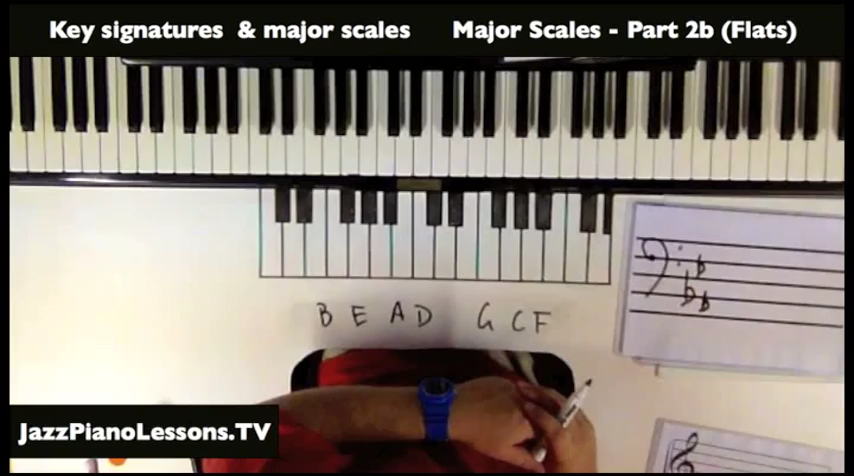 Key signatures & major scales Major Scales - Part 2b (Flats)
B E A D G C F
JazzPianoLessons.TV